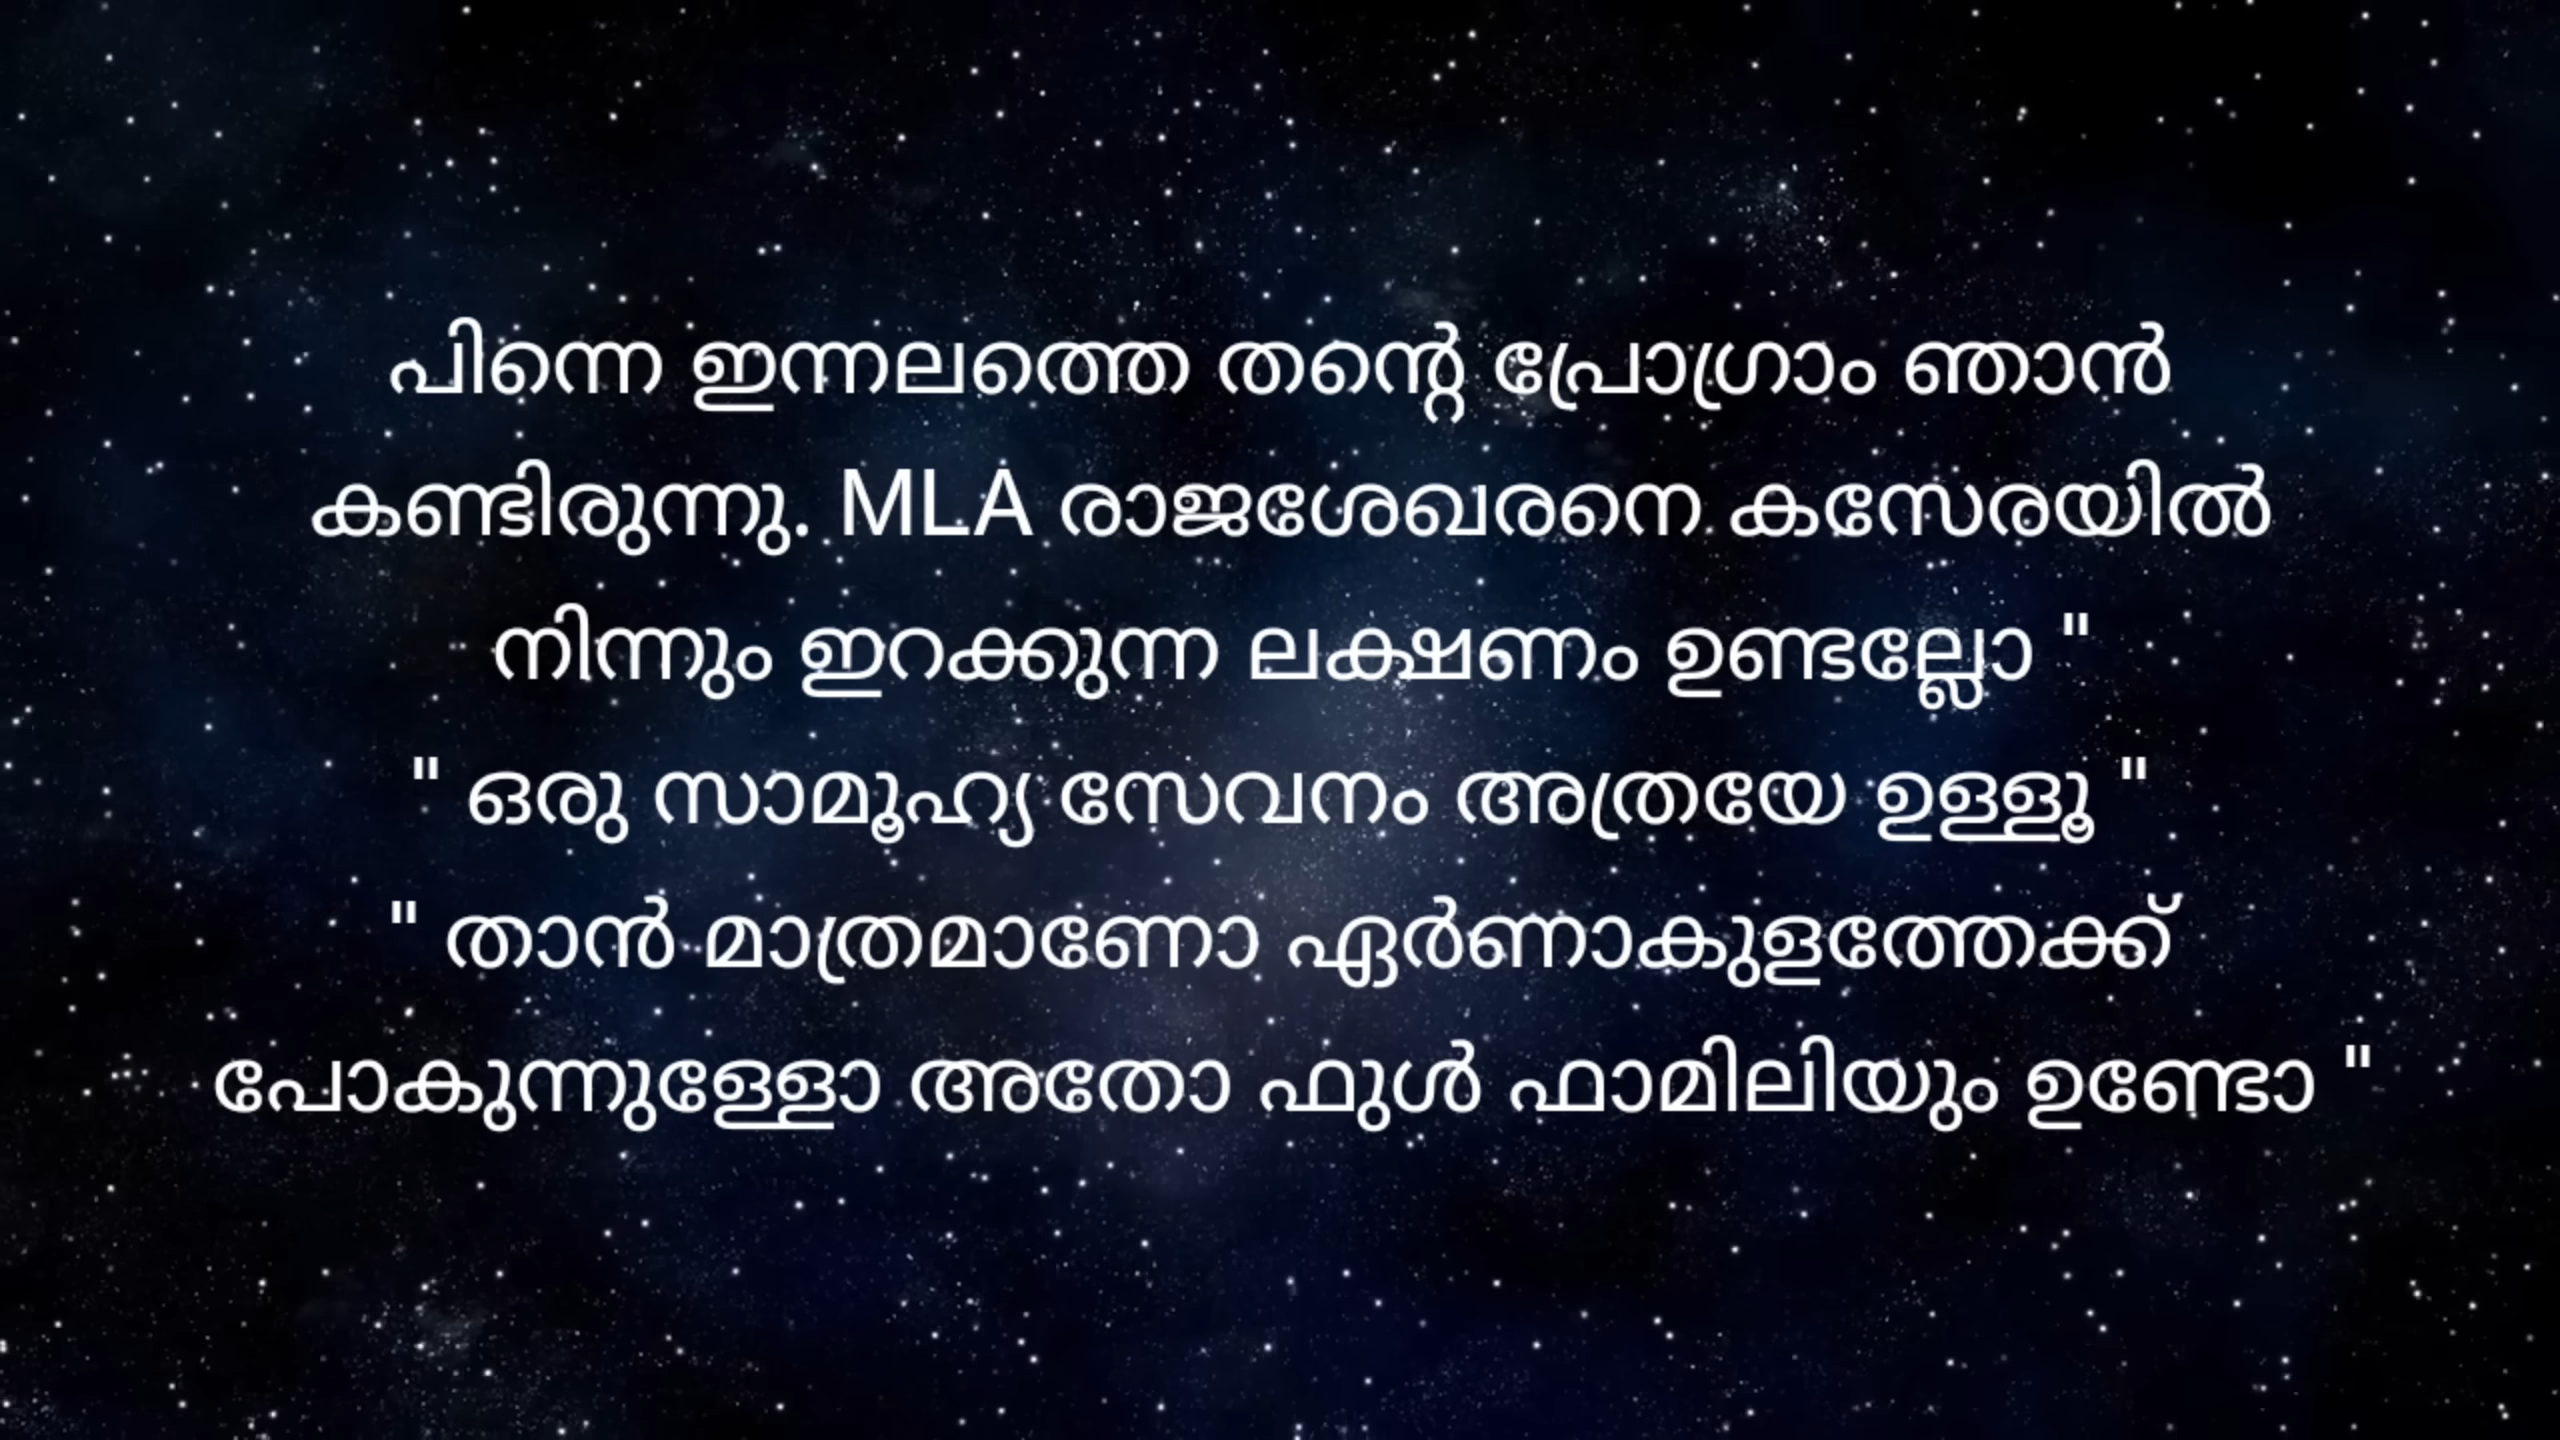 പിന്നെ ഇന്നലത്തെ തന്റെ പ്രോഗ്രാം ഞാൻ
കണ്ടിരുന്നു. MLA രാജശേഖരനെ കസേരയിൽ
നിന്നും ഇറക്കുന്ന ലക്ഷണം ഉണ്ടല്ലോ "
" ഒരു സാമൂഹ്യ സേവനം അത്രയേ ഉള്ളൂ "
" താൻ മാത്രമാണോ ഏർണാകുളത്തേക്ക്
പോകുന്നുള്ളോ അതോ ഫുൾ ഫാമിലിയും ഉണ്ടോ "